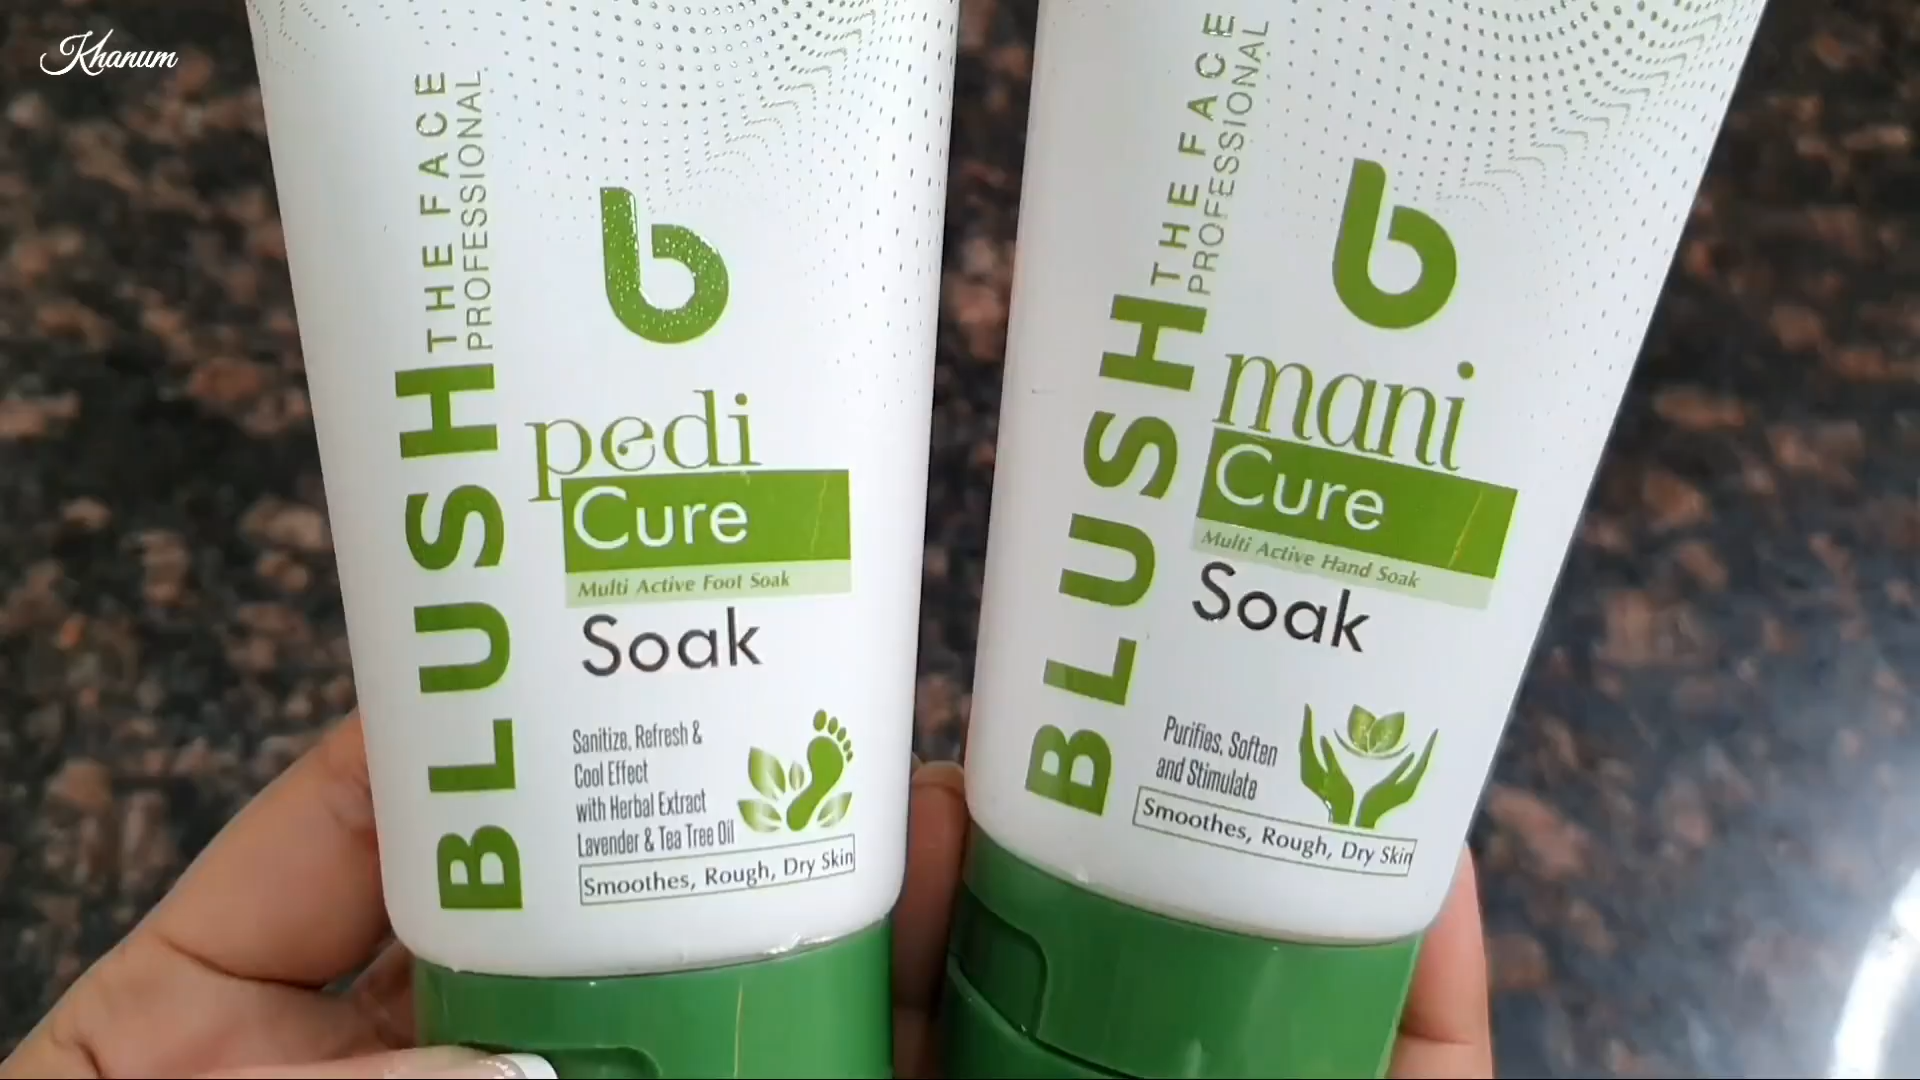 Khanum
BLUSH
THE FACE
PROFESSIONAL
b
pedi
Cure
Multi Active Foot Soak
Soak
Sanitize, Refresh &
Cool Effect
with Herbal Extract
Lavender & Tea Tree Oil
Smoothes, Rough, Dry Skin
BLUSH
THE FACE
PROFESSIONAL
b
mani
Cure
Multi Active Hand Soak
Soak
Purifies, Soften
and Stimulate
Smoothes, Rough, Dry Skin